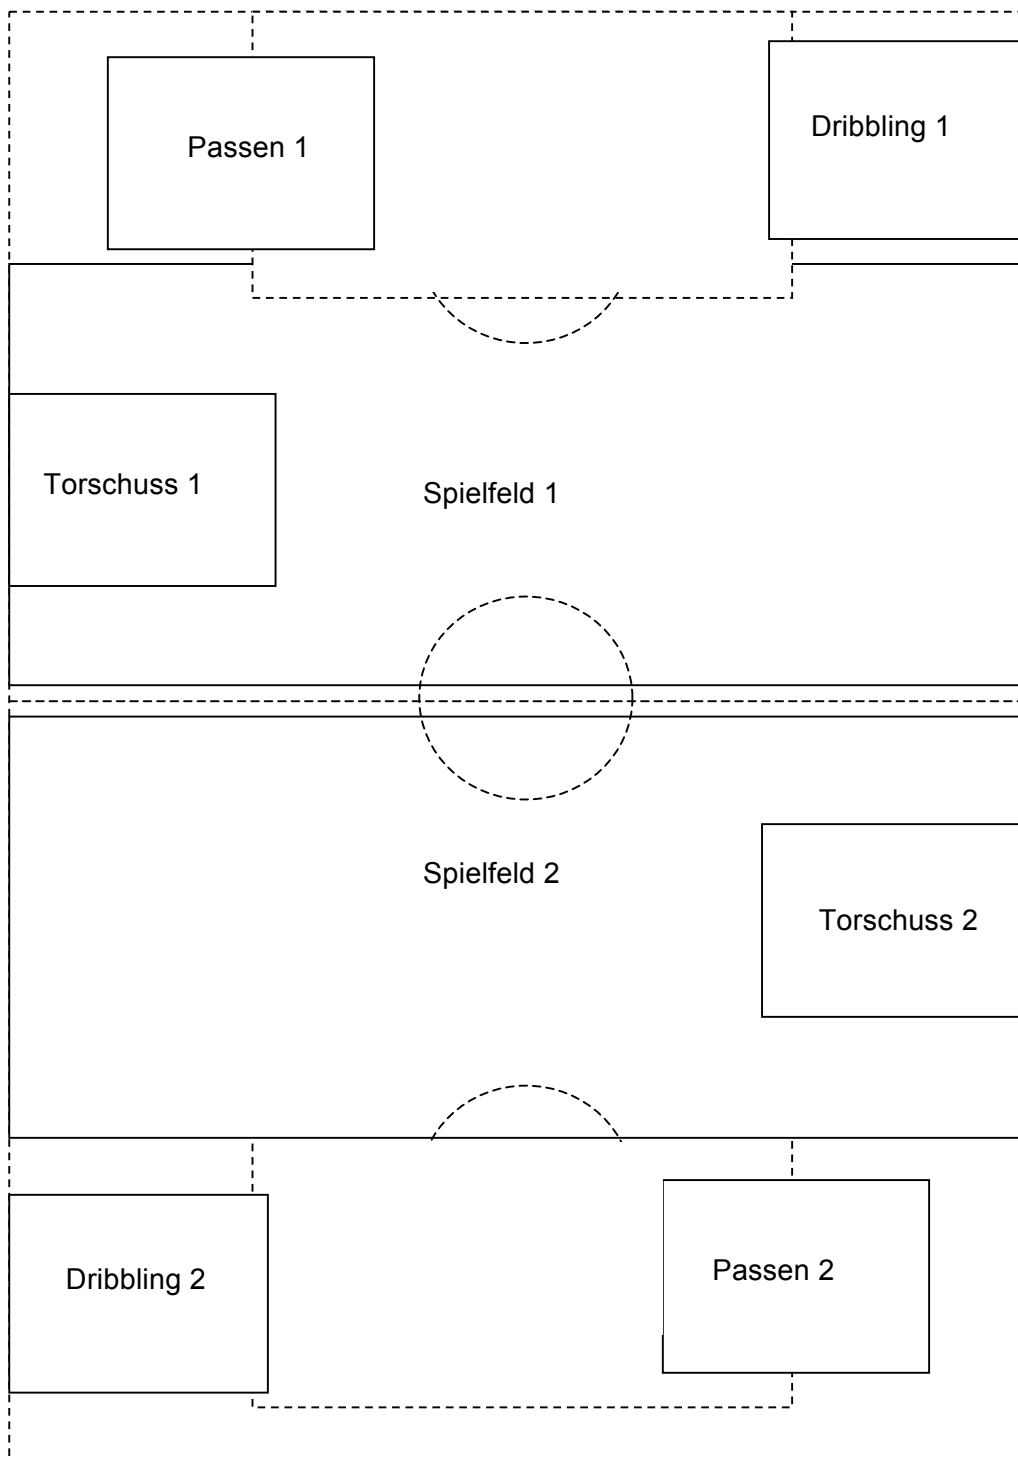 Passen 1
Dribbling 1
Torschuss 1
Spielfeld 1
Spielfeld 2
Torschuss 2
Dribbling 2
Passen 2